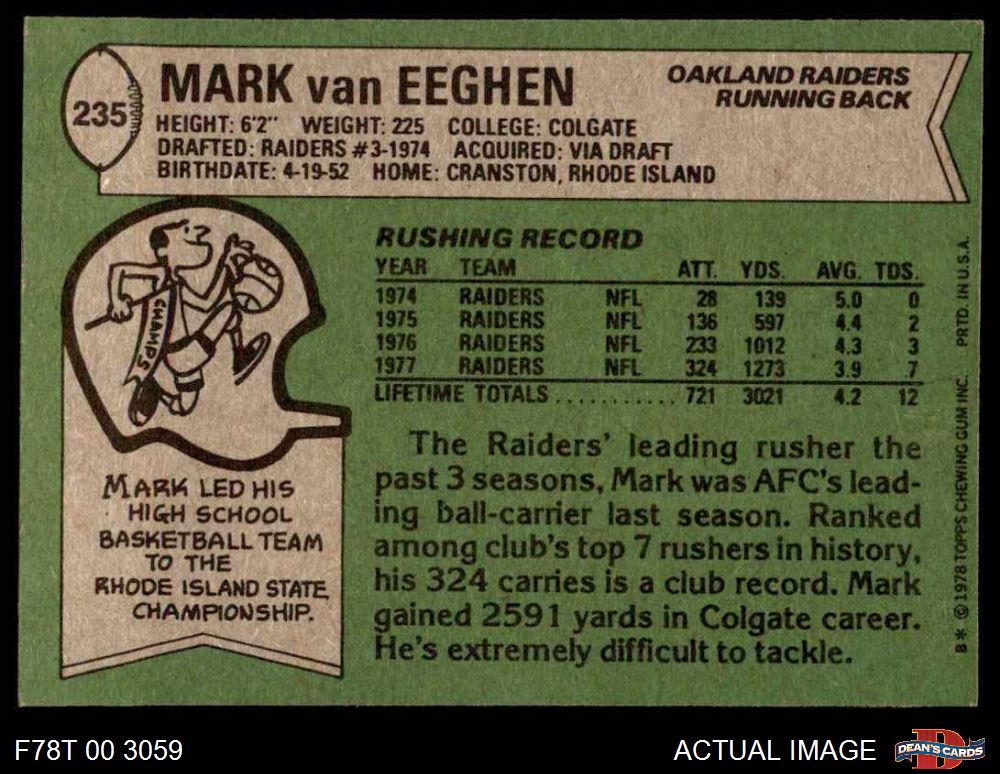 235
MARK van EEGHEN
OAKLAND RAIDERS
RUNNING BACK
HEIGHT: 6'2" WEIGHT: 225 COLLEGE: COLGATE
DRAFTED: RAIDERS #3-1974 ACQUIRED: VIA DRAFT
BIRTHDATE: 4-19-52 HOME: CRANSTON, RHODE ISLAND
CHAMPS
MARK LED HIS
HIGH SCHOOL
BASKETBALL TEAM
TO THE
RHODE ISLAND STATE
CHAMPIONSHIP.
RUSHING RECORD
YEAR TEAM ATT. YDS. AVG. TDS.
1974 RAIDERS NFL 28 139 5.0 0
1975 RAIDERS NFL 136 597 4.4 2
1976 RAIDERS NFL 233 1012 4.3 3
1977 RAIDERS NFL 324 1273 3.9 7
LIFETIME TOTALS ........... 721 3021 4.2 12
The Raiders' leading rusher the
past 3 seasons, Mark was AFC's lead-
ing ball-carrier last season. Ranked
among club's top 7 rushers in history,
his 324 carries is a club record. Mark
gained 2591 yards in Colgate career.
He's extremely difficult to tackle.
B* © 1978 TOPPS CHEWING GUM INC. PRTD. IN U.S.A.
F78T 00 3059
ACTUAL IMAGE
D
DEAN'S CARDS